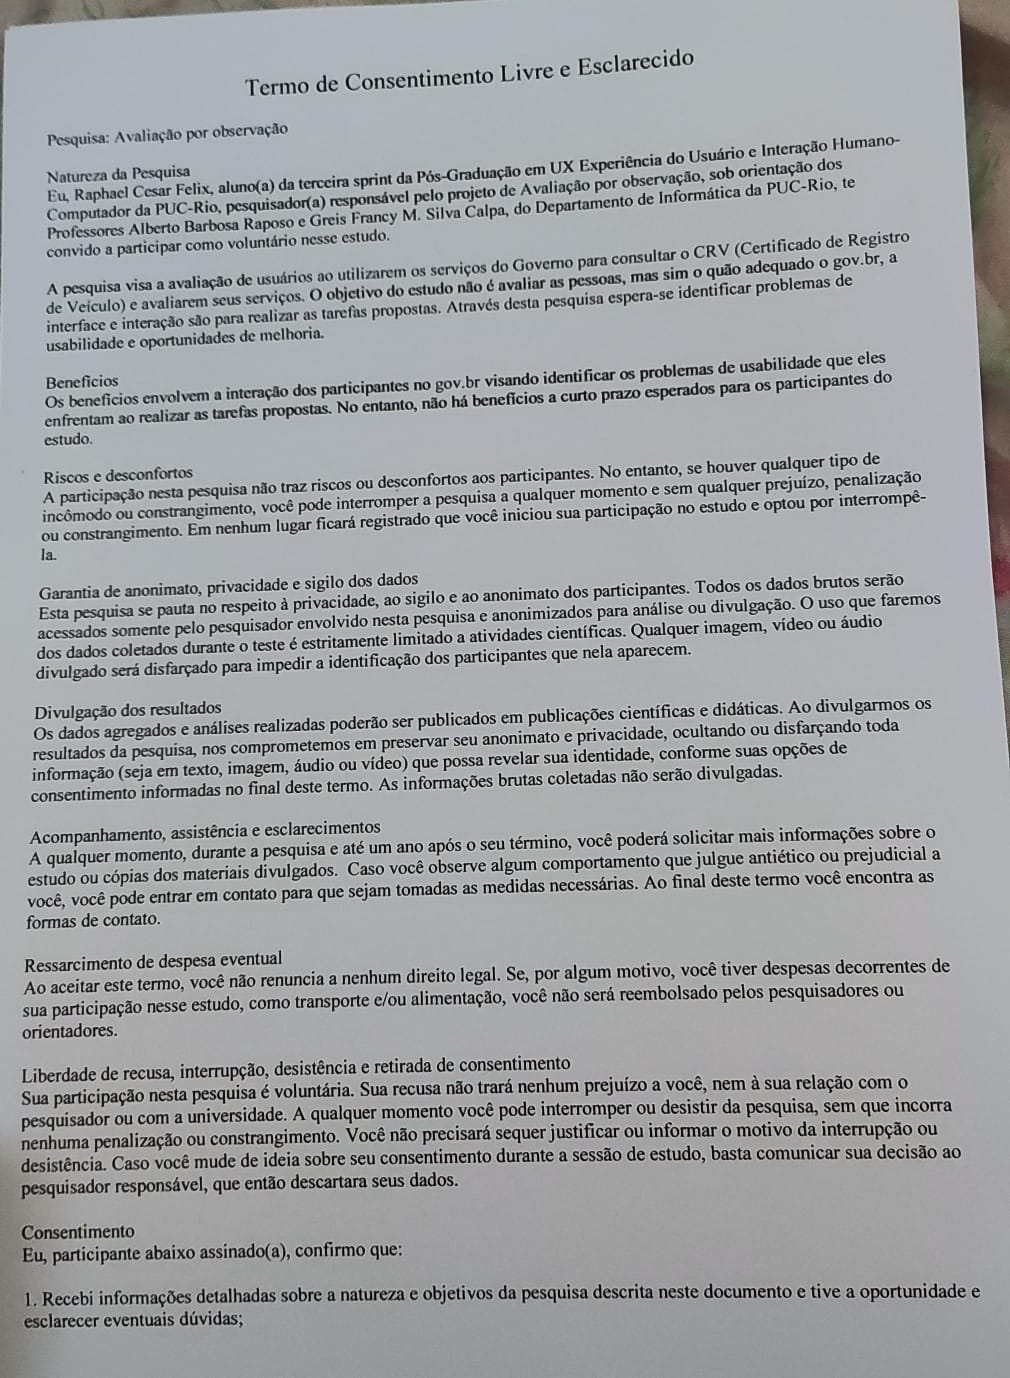 Termo de Consentimento Livre e Esclarecido
Pesquisa: Avaliação por observação
Natureza da Pesquisa
Eu, Raphael Cesar Felix, aluno(a) da terceira sprint da Pós-Graduação em UX Experiência do Usuário e Interação Humano-
Computador da PUC-Rio, pesquisador(a) responsável pelo projeto de Avaliação por observação, sob orientação dos
Professores Alberto Barbosa Raposo e Greis Francy M. Silva Calpa, do Departamento de Informática da PUC-Rio, te
convido a participar como voluntário nesse estudo.
A pesquisa visa a avaliação de usuários ao utilizarem os serviços do Governo para consultar o CRV (Certificado de Registro
de Veículo) e avaliarem seus serviços. O objetivo do estudo não é avaliar as pessoas, mas sim o quão adequado o gov.br, a
interface e interação são para realizar as tarefas propostas. Através desta pesquisa espera-se identificar problemas de
usabilidade e oportunidades de melhoria.
Benefícios
Os benefícios envolvem a interação dos participantes no gov.br visando identificar os problemas de usabilidade que eles
enfrentam ao realizar as tarefas propostas. No entanto, não há benefícios a curto prazo esperados para os participantes do
estudo.
Riscos e desconfortos
A participação nesta pesquisa não traz riscos ou desconfortos aos participantes. No entanto, se houver qualquer tipo de
incômodo ou constrangimento, você pode interromper a pesquisa a qualquer momento e sem qualquer prejuízo, penalização
ou constrangimento. Em nenhum lugar ficará registrado que você iniciou sua participação no estudo e optou por interrompê-
la.
Garantia de anonimato, privacidade e sigilo dos dados
Esta pesquisa se pauta no respeito à privacidade, ao sigilo e ao anonimato dos participantes. Todos os dados brutos serão
acessados somente pelo pesquisador envolvido nesta pesquisa e anonimizados para análise ou divulgação. O uso que faremos
dos dados coletados durante o teste é estritamente limitado a atividades científicas. Qualquer imagem, vídeo ou áudio
divulgado será disfarçado para impedir a identificação dos participantes que nela aparecem.
Divulgação dos resultados
Os dados agregados e análises realizadas poderão ser publicados em publicações científicas e didáticas. Ao divulgarmos os
resultados da pesquisa, nos comprometemos em preservar seu anonimato e privacidade, ocultando ou disfarçando toda
informação (seja em texto, imagem, áudio ou vídeo) que possa revelar sua identidade, conforme suas opções de
consentimento informadas no final deste termo. As informações brutas coletadas não serão divulgadas.
Acompanhamento, assistência e esclarecimentos
A qualquer momento, durante a pesquisa e até um ano após o seu término, você poderá solicitar mais informações sobre o
estudo ou cópias dos materiais divulgados. Caso você observe algum comportamento que julgue antiético ou prejudicial a
você, você pode entrar em contato para que sejam tomadas as medidas necessárias. Ao final deste termo você encontra as
formas de contato.
Ressarcimento de despesa eventual
Ao aceitar este termo, você não renuncia a nenhum direito legal. Se, por algum motivo, você tiver despesas decorrentes de
sua participação nesse estudo, como transporte e/ou alimentação, você não será reembolsado pelos pesquisadores ou
orientadores.
Liberdade de recusa, interrupção, desistência e retirada de consentimento
Sua participação nesta pesquisa é voluntária. Sua recusa não trará nenhum prejuízo a você, nem à sua relação com o
pesquisador ou com a universidade. A qualquer momento você pode interromper ou desistir da pesquisa, sem que incorra
nenhuma penalização ou constrangimento. Você não precisará sequer justificar ou informar o motivo da interrupção ou
desistência. Caso você mude de ideia sobre seu consentimento durante a sessão de estudo, basta comunicar sua decisão ao
pesquisador responsável, que então descartara seus dados.
Consentimento
Eu, participante abaixo assinado(a), confirmo que:
1. Recebi informações detalhadas sobre a natureza e objetivos da pesquisa descrita neste documento e tive a oportunidade e
esclarecer eventuais dúvidas;